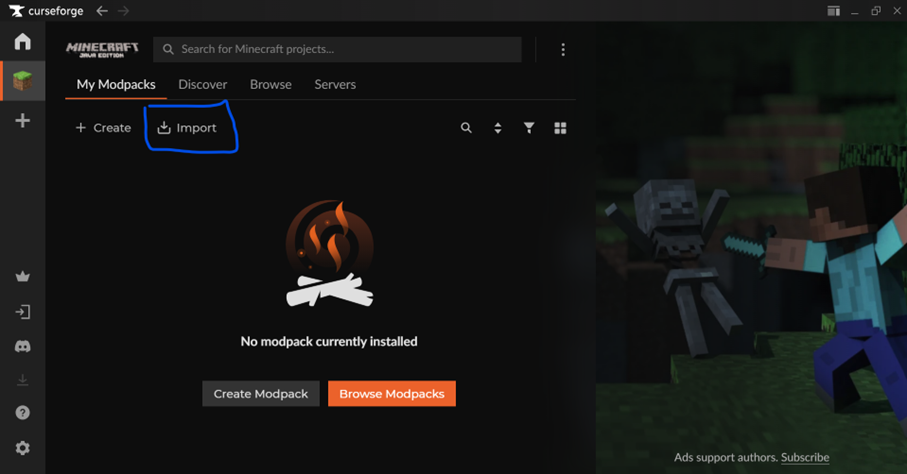 curseforge
MINECRAFT
JAVA EDITION
Search for Minecraft projects...
My Modpacks Discover Browse Servers
Create Import
No modpack currently installed
Create Modpack Browse Modpacks
Ads support authors. Subscribe